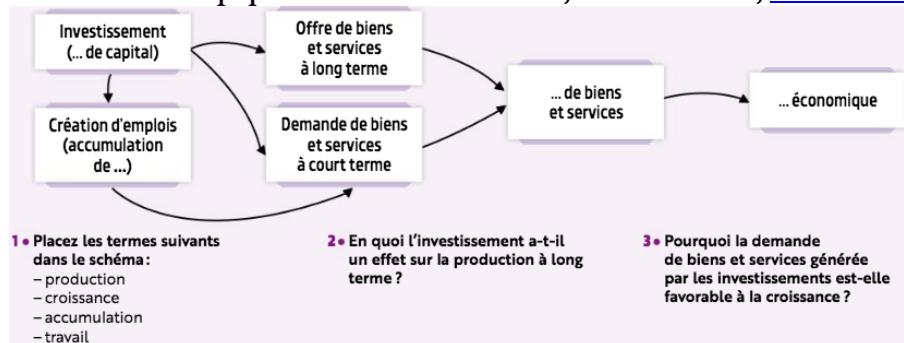 Investissement
(... de capital)
Offre de biens
et services
à long terme
... de biens
et services
... économique
Création d'emplois
(accumulation
de ...)
Demande de biens
et services
à court terme
1• Placez les termes suivants
dans le schéma :
– production
– croissance
– accumulation
– travail
2• En quoi l'investissement a-t-il
un effet sur la production à long
terme ?
3• Pourquoi la demande
de biens et services générée
par les investissements est-elle
favorable à la croissance ?